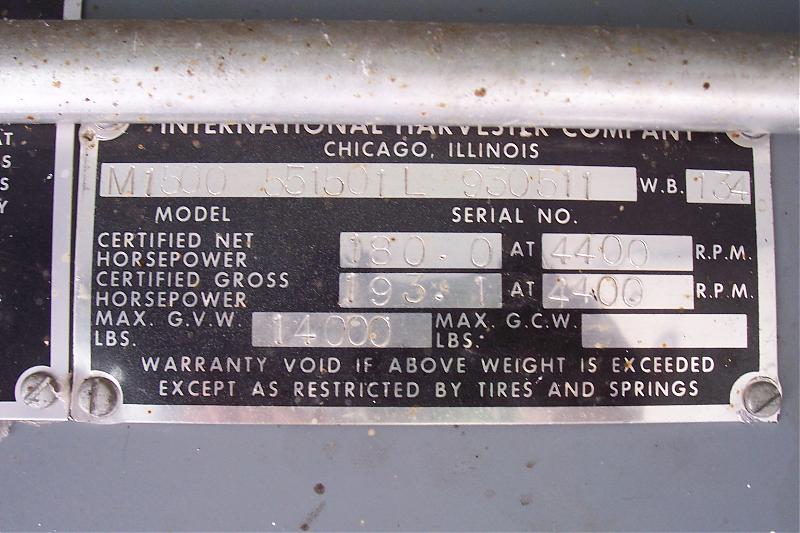 INTERNATIONAL HARVESTER COMPANY
CHICAGO, ILLINOIS
M1500 551501L 930511 W.B. 134
MODEL SERIAL NO.
CERTIFIED NET HORSEPOWER 180.0 AT 4400 R.P.M.
CERTIFIED GROSS HORSEPOWER 193.1 AT 4400 R.P.M.
MAX. G.V.W. LBS. 14000 MAX. G.C.W. LBS.
WARRANTY VOID IF ABOVE WEIGHT IS EXCEEDED
EXCEPT AS RESTRICTED BY TIRES AND SPRINGS